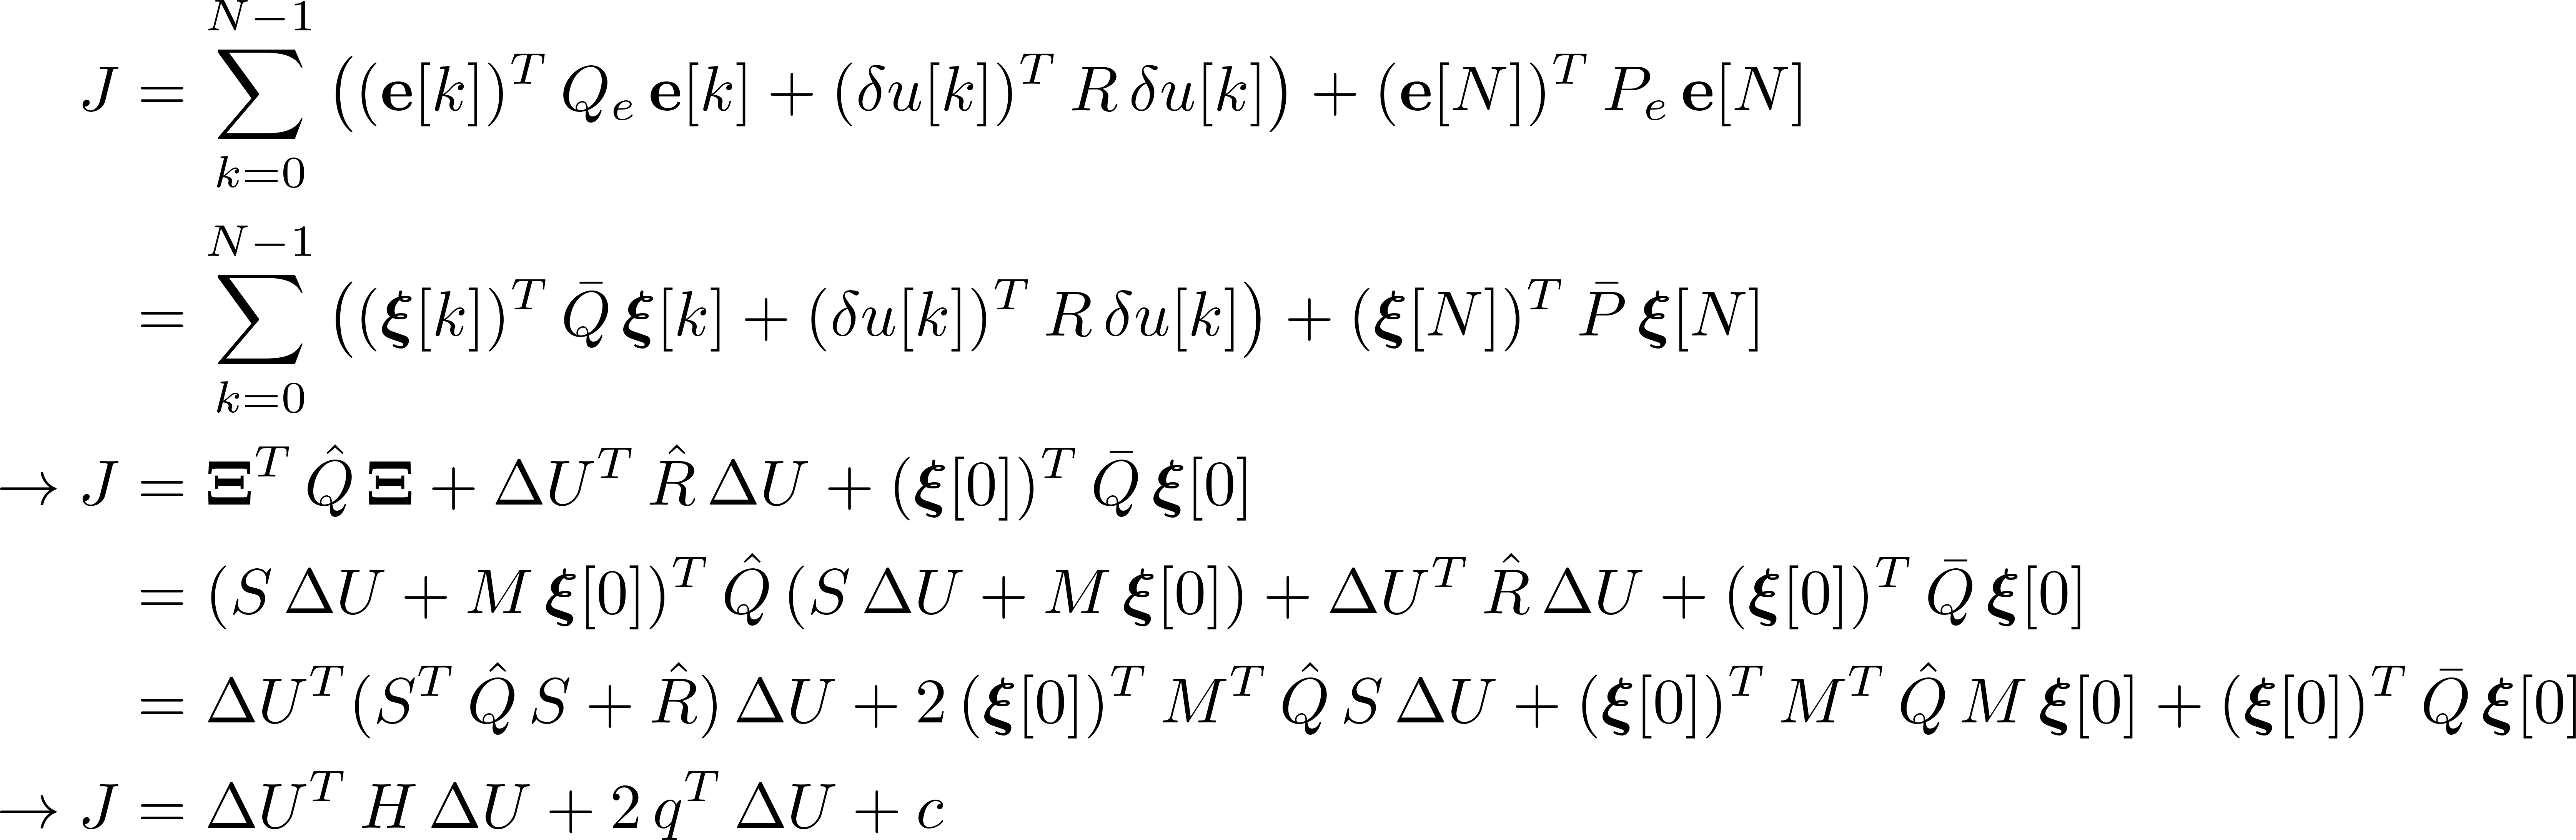 J = \sum_{k=0}^{N-1} \left( (\mathbf{e}[k])^T Q_e \mathbf{e}[k] + (\delta u[k])^T R \delta u[k] \right) + (\mathbf{e}[N])^T P_e \mathbf{e}[N]
= \sum_{k=0}^{N-1} \left( (\boldsymbol{\xi}[k])^T \bar{Q} \boldsymbol{\xi}[k] + (\delta u[k])^T R \delta u[k] \right) + (\boldsymbol{\xi}[N])^T \bar{P} \boldsymbol{\xi}[N]
\rightarrow J = \boldsymbol{\Xi}^T \hat{Q} \boldsymbol{\Xi} + \Delta U^T \hat{R} \Delta U + (\boldsymbol{\xi}[0])^T \bar{Q} \boldsymbol{\xi}[0]
= (S \Delta U + M \boldsymbol{\xi}[0])^T \hat{Q} (S \Delta U + M \boldsymbol{\xi}[0]) + \Delta U^T \hat{R} \Delta U + (\boldsymbol{\xi}[0])^T \bar{Q} \boldsymbol{\xi}[0]
= \Delta U^T (S^T \hat{Q} S + \hat{R}) \Delta U + 2 (\boldsymbol{\xi}[0])^T M^T \hat{Q} S \Delta U + (\boldsymbol{\xi}[0])^T M^T \hat{Q} M \boldsymbol{\xi}[0] + (\boldsymbol{\xi}[0])^T \bar{Q} \boldsymbol{\xi}[0]
\rightarrow J = \Delta U^T H \Delta U + 2 q^T \Delta U + c